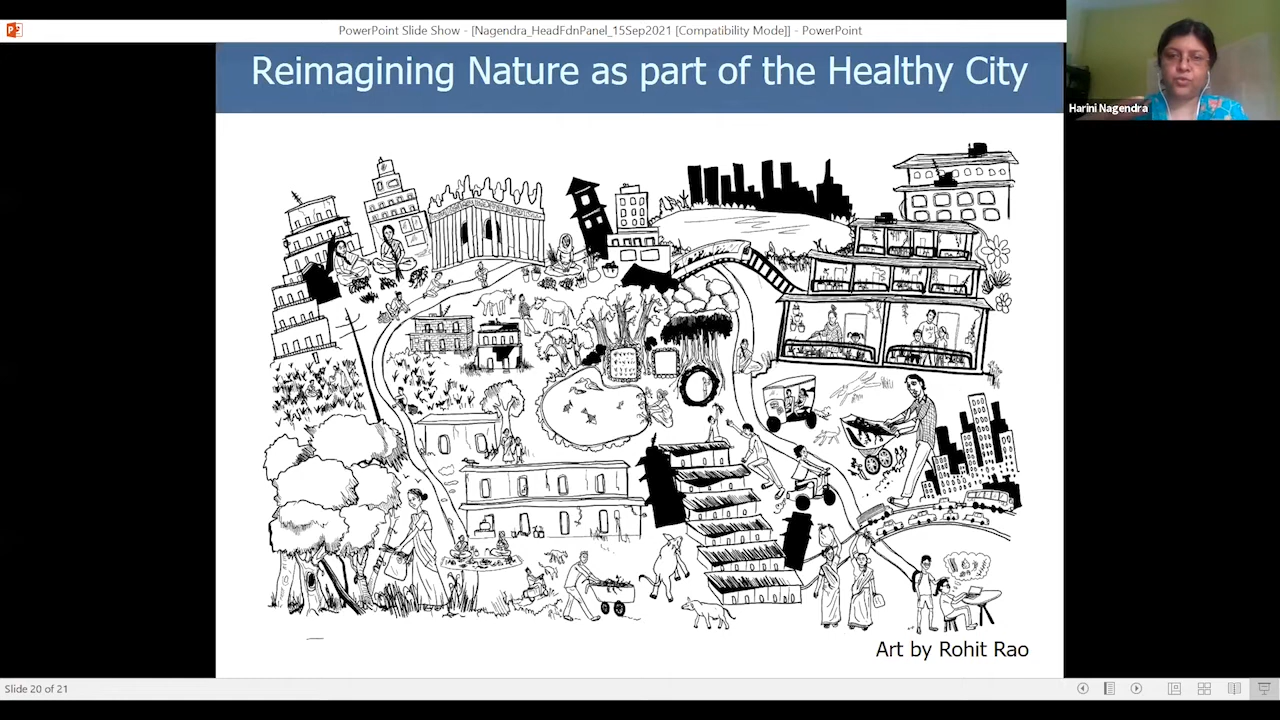 PowerPoint Slide Show - [Nagendra_HeadFdnPanel_15Sep2021 [Compatibility Mode]] - PowerPoint
Reimagining Nature as part of the Healthy City
Harini Nagendra
Art by Rohit Rao
Slide 20 of 21